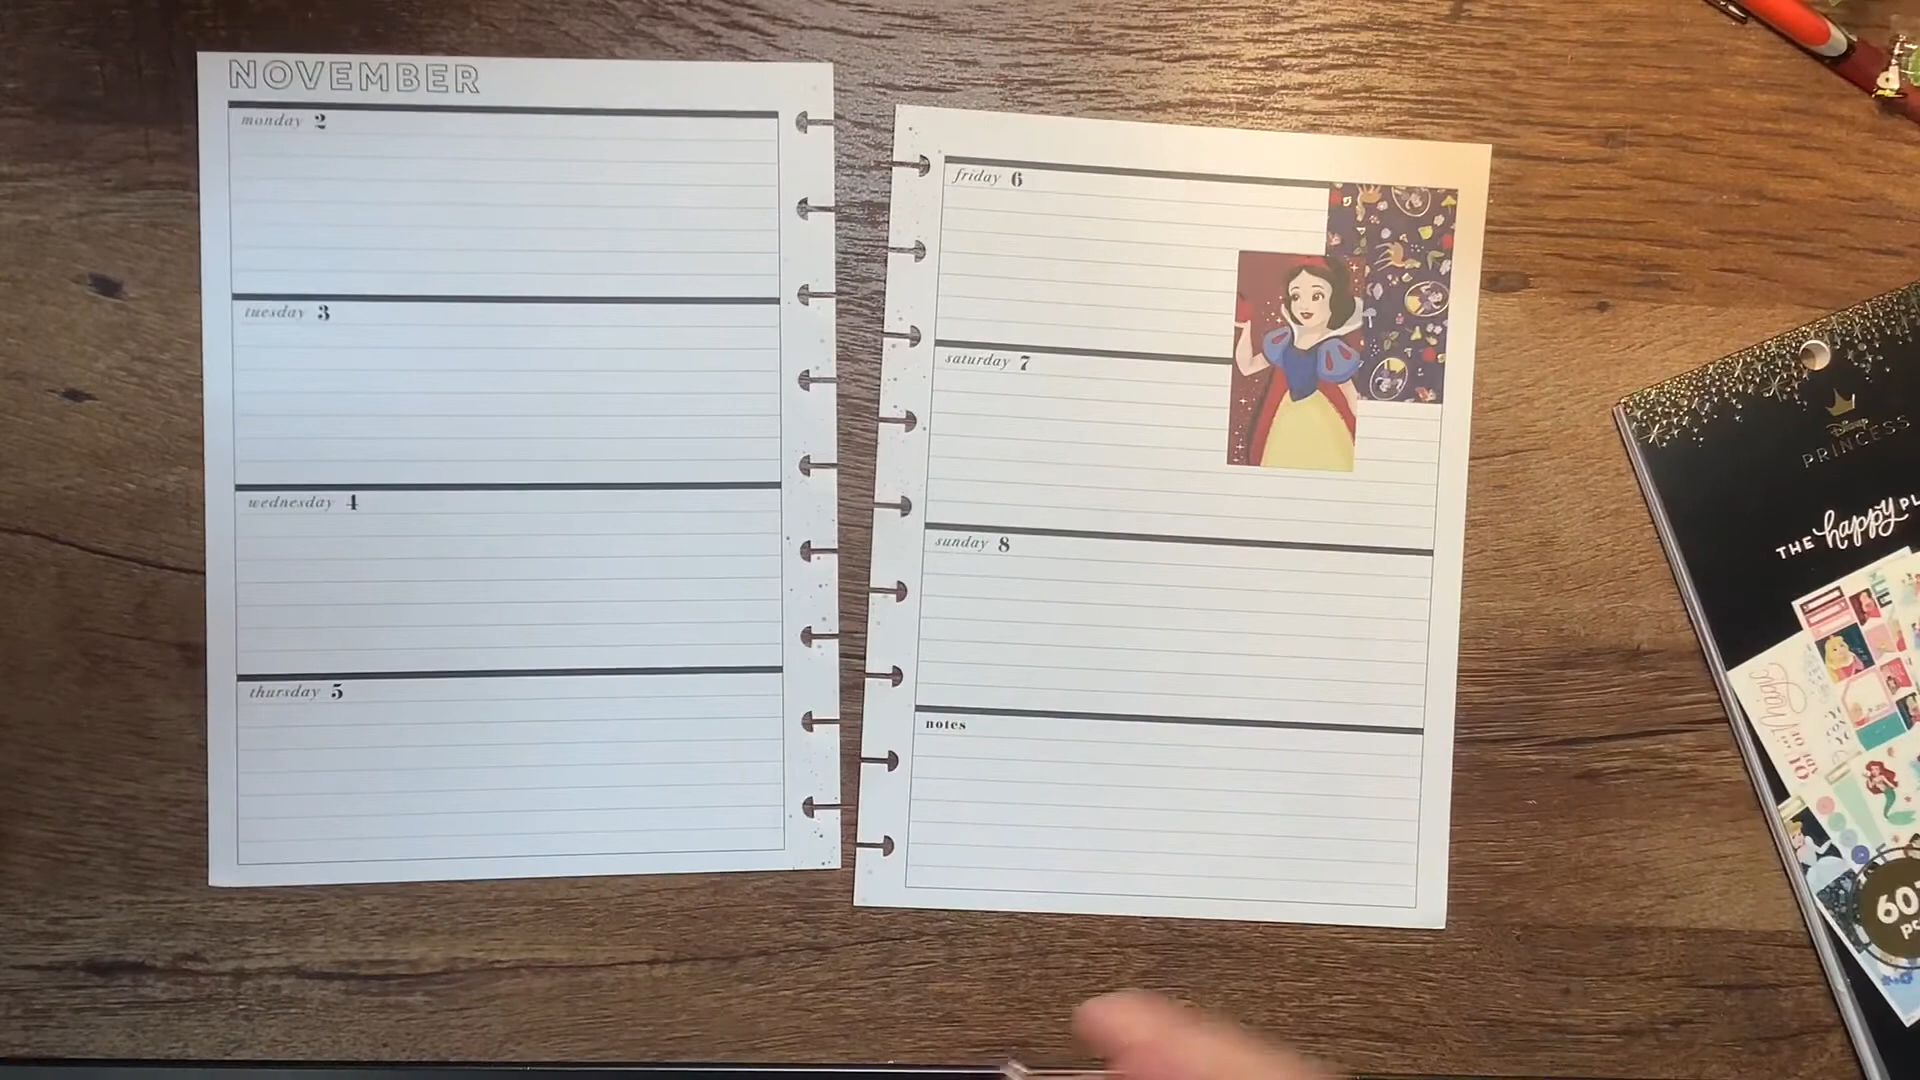 NOVEMBER
monday 2
tuesday 3
wednesday 4
thursday 5
friday 6
saturday 7
sunday 8
notes
Disney
PRINCESS
THE happy